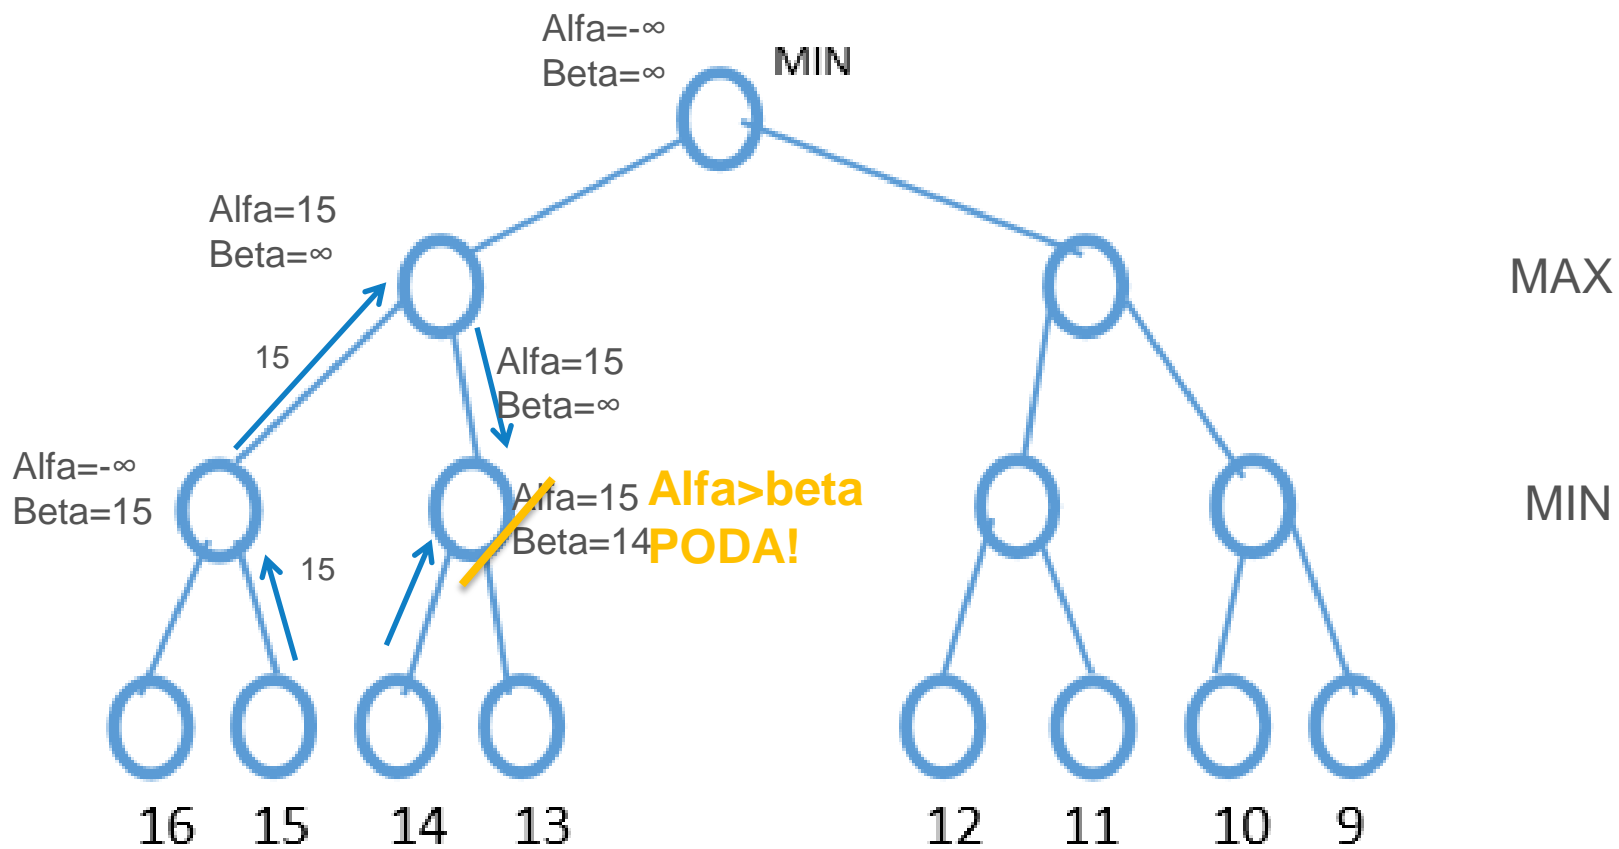 Alfa=-∞
Beta=∞
MIN
Alfa=15
Beta=∞
MAX
15
Alfa=15
Beta=∞
Alfa=-∞
Beta=15
Alfa=15
Beta=14
Alfa>beta
PODA!
MIN
15
16 15 14 13 12 11 10 9